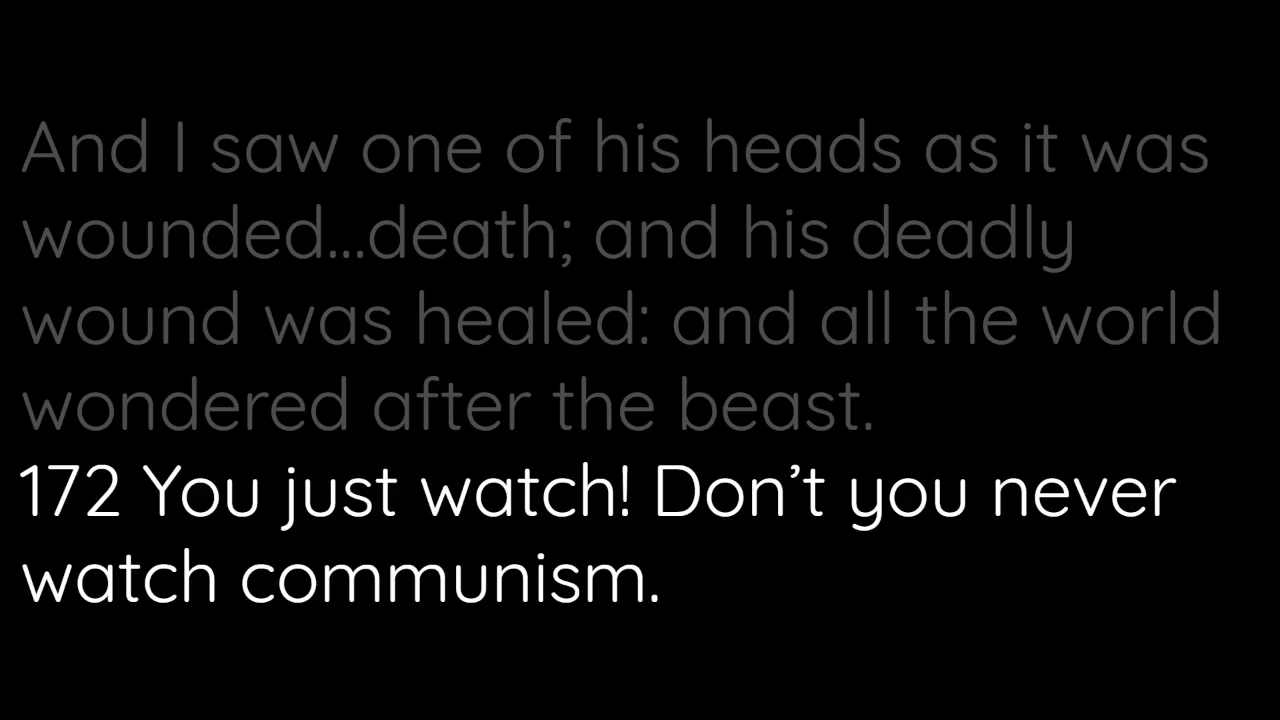 And I saw one of his heads as it was
wounded...death; and his deadly
wound was healed: and all the world
wondered after the beast.
172 You just watch! Don’t you never
watch communism.